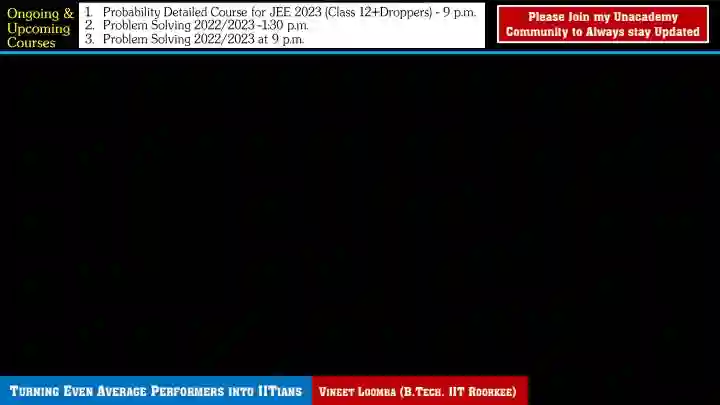 Ongoing &
Upcoming
Courses
1. Probability Detailed Course for JEE 2023 (Class 12+Droppers) - 9 p.m.
2. Problem Solving 2022/2023 -1:30 p.m.
3. Problem Solving 2022/2023 at 9 p.m.
Please Join my Unacademy
Community to Always stay Updated
Turning Even Average Performers into IITians
Vineet Loomba (B.Tech. IIT Roorkee)